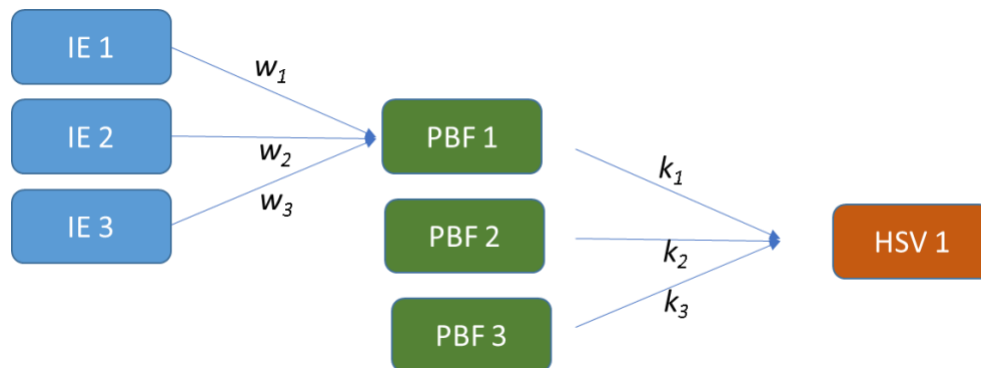 IE 1
IE 2
IE 3
w1
w2
w3
PBF 1
PBF 2
PBF 3
k1
k2
k3
HSV 1